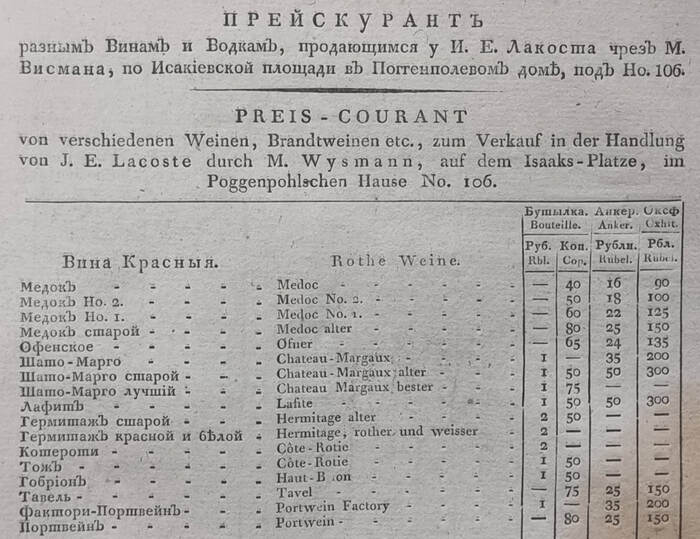 ПРЕЙСКУРАНТЪ
разнымъ Винамъ и Водкамъ, продающимся у И. Е. Лакоста чрезъ М.
Висмана, по Исакіевской площади въ Поггенполевомъ домѣ, подъ Но. 106.
PREIS-COURANT
von verschiedenen Weinen, Brandtweinen etc., zum Verkauf in der Handlung
von J. E. Lacoste durch M. Wysmann, auf dem Isaaks-Platze, im
Poggenpohlschen Hause No. 106.
Бутылка. Анкер. Оксф
Bouteille. Anker. Oxhft.
Вина Красныя. Rothe Weine. Руб. Коп. Рубли. Рбл.
Rbl. Cop. Rubel. Rubel.
Медокъ - - - - - Medoc - - - - - — 40 16 90
Медокъ Но. 2. - - - - Medoc No. 2. - - - - — 50 18 100
Медокъ Но. 1. - - - - Medoc No. 1. - - - - — 60 22 125
Медокъ старой - - - - Medoc alter - - - - — 80 25 150
Офенское - - - - - Ofner - - - - - — 65 24 135
Шато-Марго - - - - Chateau-Margaux - - - - 1 — 35 200
Шато-Марго старой - - - Chateau-Margaux alter - - - 1 50 50 300
Шато-Марго лучшій - - - Chateau Margaux bester - - - 1 75 — —
Лафитъ - - - - - Lafite - - - - - 1 50 50 300
Гермитажъ старой - - - Hermitage alter - - - - 2 50 — —
Гермитажъ красной и бѣлой - Hermitage, rother und weisser - - 2 — — —
Котероти - - - - - Côte-Rotie - - - - 2 — — —
Тожъ - - - - - Côte-Rotie - - - - 1 50 — —
Гобріонъ - - - - - Haut-Brion - - - - 1 50 — —
Тавель - - - - - Tavel - - - - - — 75 25 150
Фактори-Портвейнъ - - - Portwein Factory - - - - 1 — 35 200
Портвейнъ - - - - Portwein - - - - - — 80 25 150